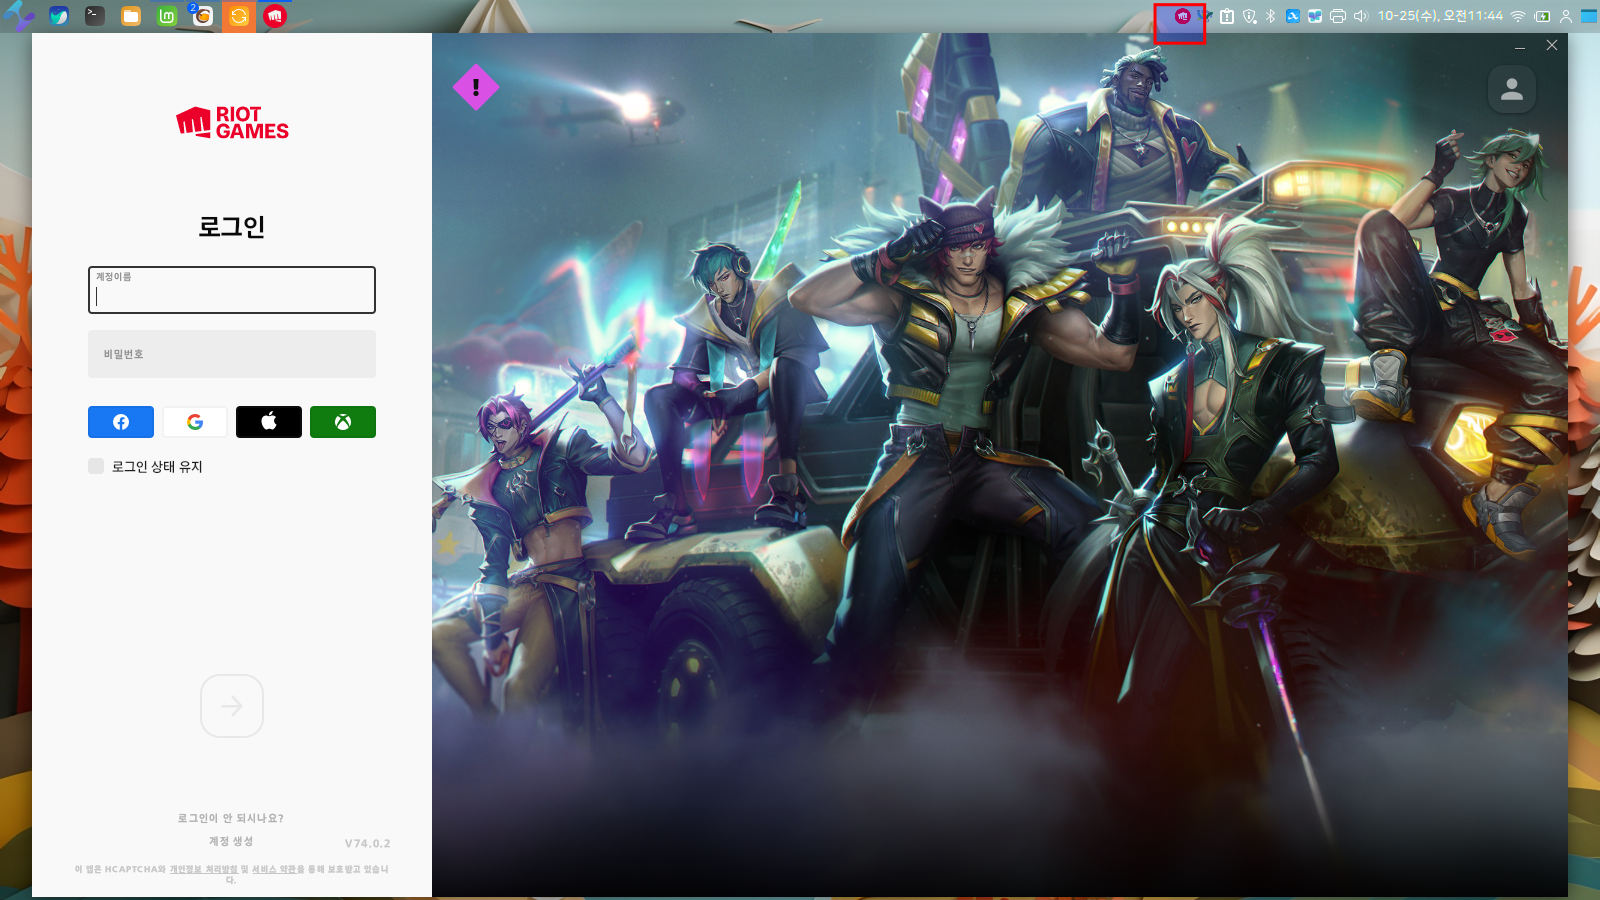 2
10-25(수), 오전11:44
RIOT
GAMES
로그인
계정이름
비밀번호
로그인 상태 유지
로그인이 안 되시나요?
계정 생성
V74.0.2
이 앱은 HCAPTCHA와 개인정보 처리방침 및 서비스 약관을 통해 보호받고 있습니
다.